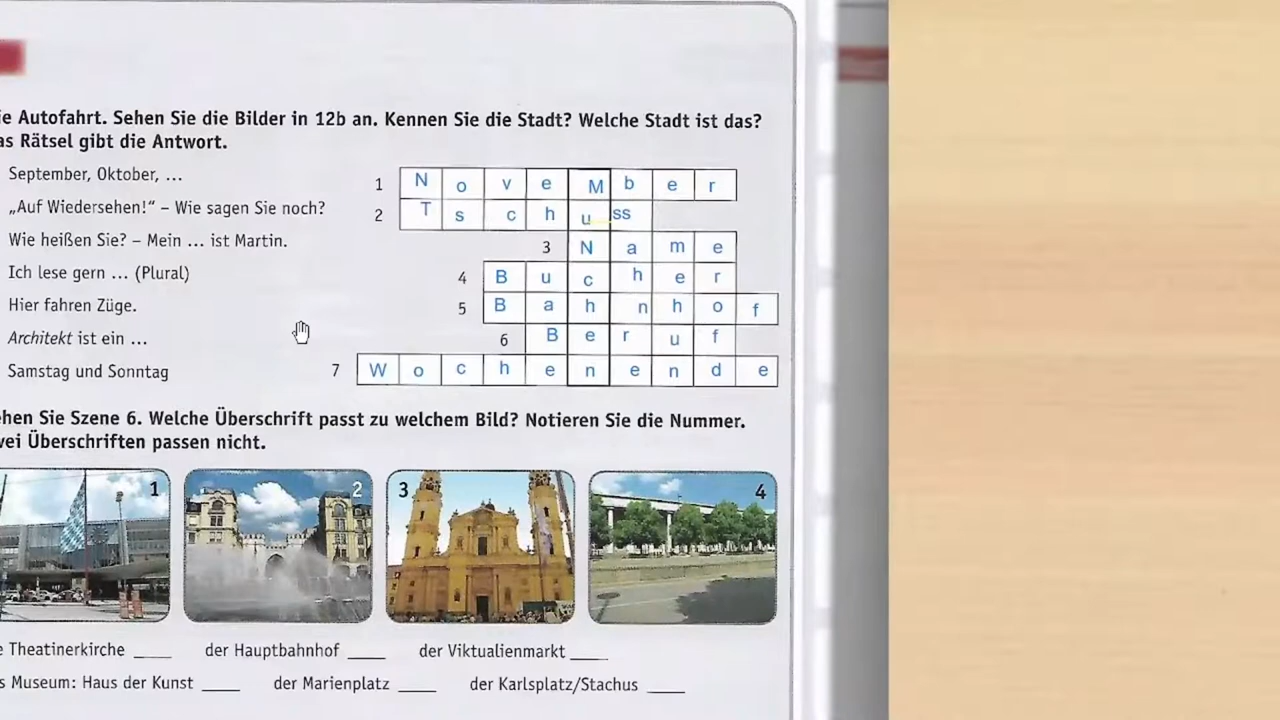 ie Autofahrt. Sehen Sie die Bilder in 12b an. Kennen Sie die Stadt? Welche Stadt ist das?
as Rätsel gibt die Antwort.
September, Oktober, ...
1 N o v e M b e r
„Auf Wiedersehen!“ – Wie sagen Sie noch?
2 T s c h u ss
Wie heißen Sie? – Mein ... ist Martin.
3 N a m e
Ich lese gern ... (Plural)
4 B u c h e r
Hier fahren Züge.
5 B a h n h o f
Architekt ist ein ...
6 B e r u f
Samstag und Sonntag
7 W o c h e n e n d e
ehen Sie Szene 6. Welche Überschrift passt zu welchem Bild? Notieren Sie die Nummer.
wei Überschriften passen nicht.
1 2 3 4
e Theatinerkirche ____ der Hauptbahnhof ____ der Viktualienmarkt ____
s Museum: Haus der Kunst ____ der Marienplatz ____ der Karlsplatz/Stachus ____